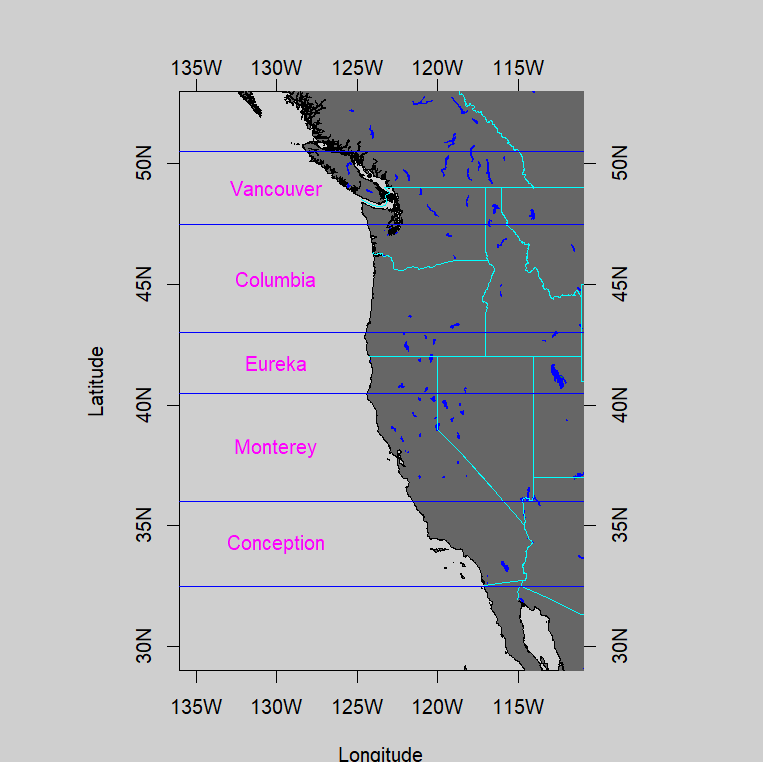 135W 130W 125W 120W 115W
50N 50N
Vancouver
Columbia
45N 45N
Latitude
Eureka
40N 40N
Monterey
35N 35N
Conception
30N 30N
135W 130W 125W 120W 115W
Longitude